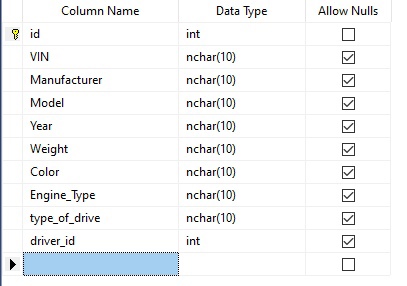 Column Name Data Type Allow Nulls
id int
VIN nchar(10)
Manufacturer nchar(10)
Model nchar(10)
Year nchar(10)
Weight nchar(10)
Color nchar(10)
Engine_Type nchar(10)
type_of_drive nchar(10)
driver_id int